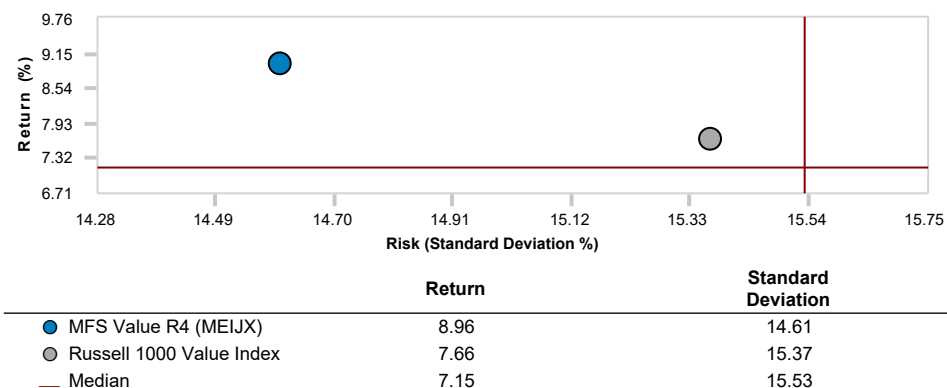 9.76
9.15
8.54
7.93
7.32
6.71
Return (%)
14.28 14.49 14.70 14.91 15.12 15.33 15.54 15.75
Risk (Standard Deviation %)
Return Standard Deviation
MFS Value R4 (MEIJX) 8.96 14.61
Russell 1000 Value Index 7.66 15.37
Median 7.15 15.53